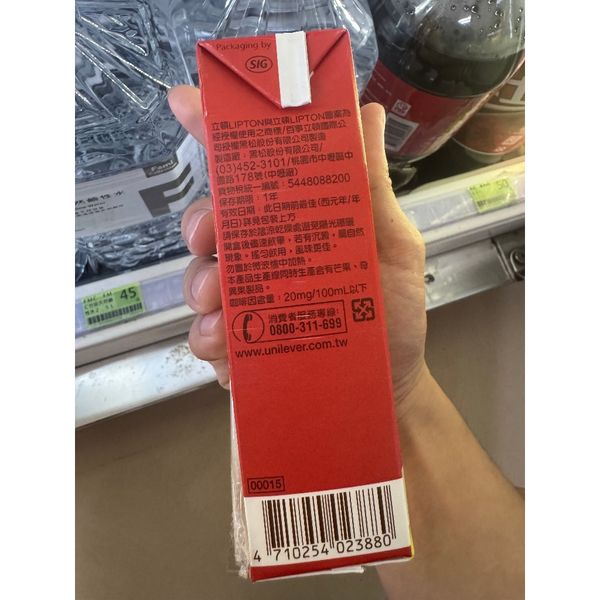 Packaging by
SIG
立頓LIPTON與立頓LIPTON圖案為
經授權使用之商標/百事立頓國際公
司授權黑松股份有限公司製造
製造廠：黑松股份有限公司/
(03)452-3101/桃園市中壢區中
園路178號(中壢廠)
貨物稅統一編號：5448088200
保存期限：1年
有效日期：此日期前最佳(西元年/年
月日)詳見包裝上方
請保存於陰涼乾燥處避免陽光曝曬
開盒後儘速飲畢，若有沉澱，屬自然
現象。搖勻飲用，風味更佳。
勿置於微波爐中加熱。
本產品生產線同時生產含有芒果、奇
異果製品。
咖啡因含量：20mg/100mL以下
消費者服務專線：
0800-311-699
www.unilever.com.tw
00015
4 710254 023880
45
50